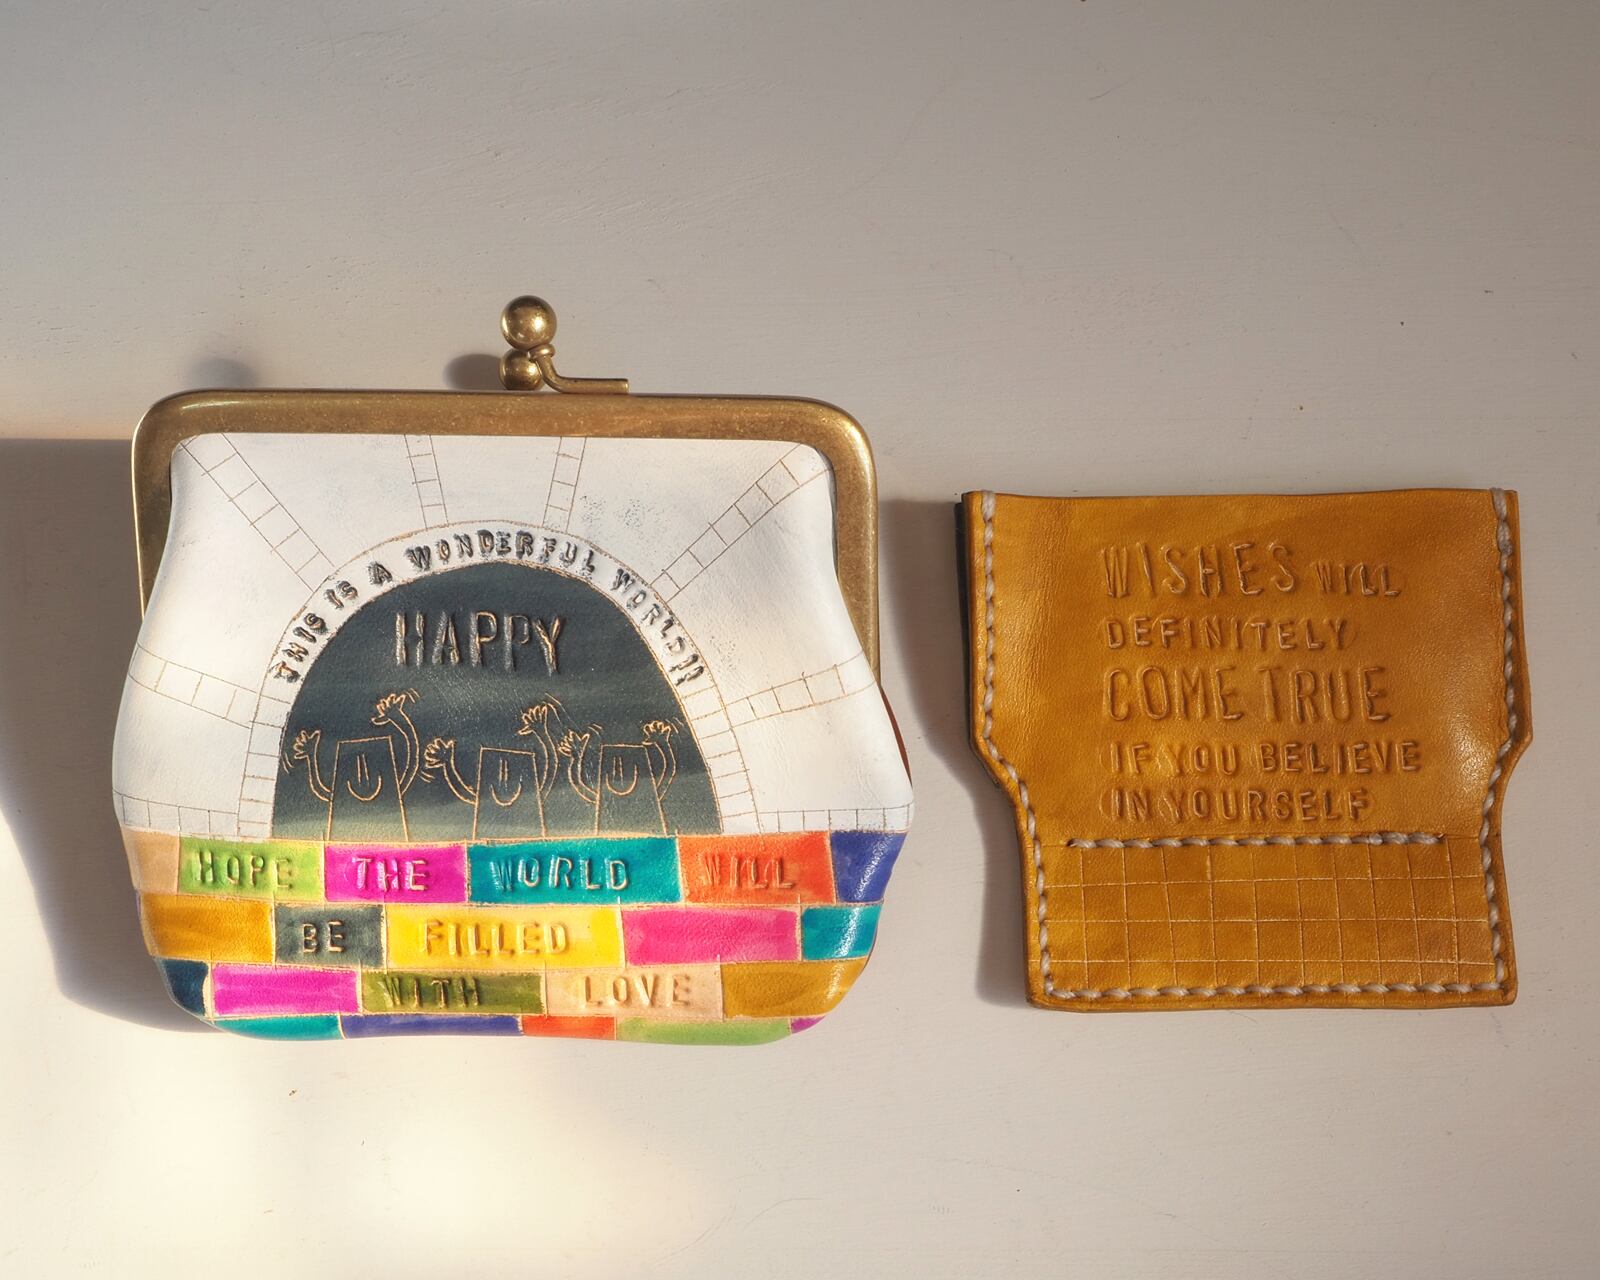 THIS IS A WONDERFUL WORLD!!
HAPPY
HOPE THE WORLD WILL
BE FILLED
WITH LOVE
WISHES WILL
DEFINITELY
COME TRUE
IF YOU BELIEVE
IN YOURSELF